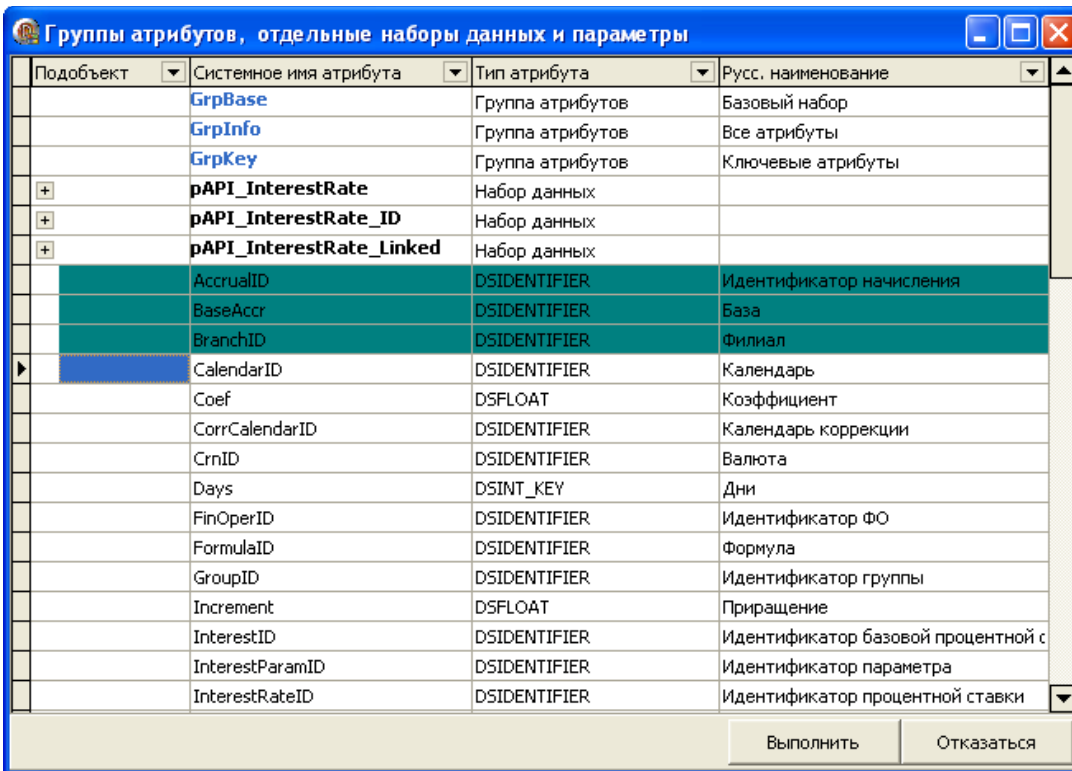 Группы атрибутов, отдельные наборы данных и параметры
Подобъект Системное имя атрибута Тип атрибута Русс. наименование
GrpBase Группа атрибутов Базовый набор
GrpInfo Группа атрибутов Все атрибуты
GrpKey Группа атрибутов Ключевые атрибуты
pAPI_InterestRate Набор данных
pAPI_InterestRate_ID Набор данных
pAPI_InterestRate_Linked Набор данных
AccrualID DSIDENTIFIER Идентификатор начисления
BaseAccr DSIDENTIFIER База
BranchID DSIDENTIFIER Филиал
CalendarID DSIDENTIFIER Календарь
Coef DSFLOAT Коэффициент
CorrCalendarID DSIDENTIFIER Календарь коррекции
CrnID DSIDENTIFIER Валюта
Days DSINT_KEY Дни
FinOperID DSIDENTIFIER Идентификатор ФО
FormulaID DSIDENTIFIER Формула
GroupID DSIDENTIFIER Идентификатор группы
Increment DSFLOAT Приращение
InterestID DSIDENTIFIER Идентификатор базовой процентной с
InterestParamID DSIDENTIFIER Идентификатор параметра
InterestRateID DSIDENTIFIER Идентификатор процентной ставки
Выполнить Отказаться